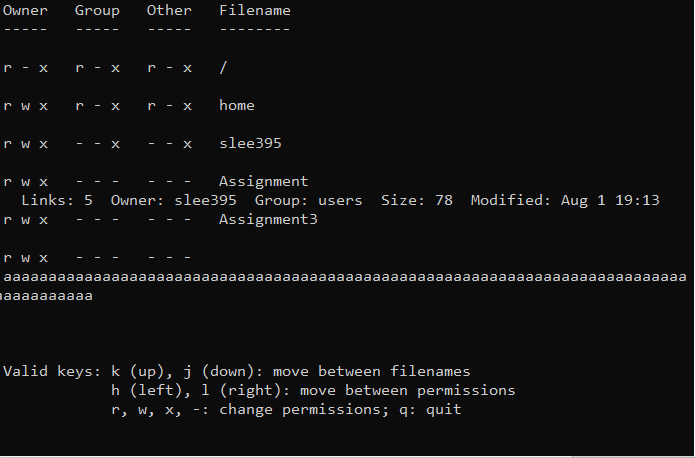 Owner Group Other Filename
----- ----- ----- --------
r - x r - x r - x /
r w x r - x r - x home
r w x - - x - - x slee395
r w x - - - - - - Assignment
Links: 5 Owner: slee395 Group: users Size: 78 Modified: Aug 1 19:13
r w x - - - - - - Assignment3
r w x - - - - - -
aaaaaaaaaaaaaaaaaaaaaaaaaaaaaaaaaaaaaaaaaaaaaaaaaaaaaaaaaaaaaaaaaaaaaaaaaaaa
aaaaaaaaaaa
Valid keys: k (up), j (down): move between filenames
h (left), l (right): move between permissions
r, w, x, -: change permissions; q: quit